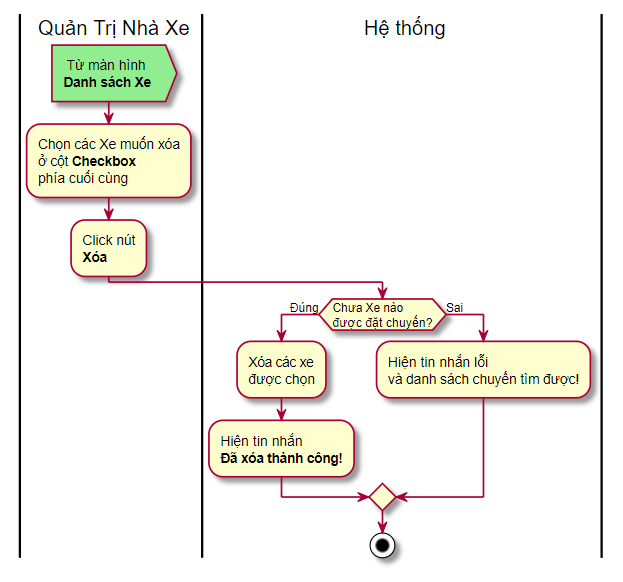 Quản Trị Nhà Xe
Hệ thống
Từ màn hình
Danh sách Xe
Chọn các Xe muốn xóa
ở cột Checkbox
phía cuối cùng
Click nút
Xóa
Chưa Xe nào
được đặt chuyến?
Đúng
Sai
Xóa các xe
được chọn
Hiện tin nhắn lỗi
và danh sách chuyến tìm được!
Hiện tin nhắn
Đã xóa thành công!